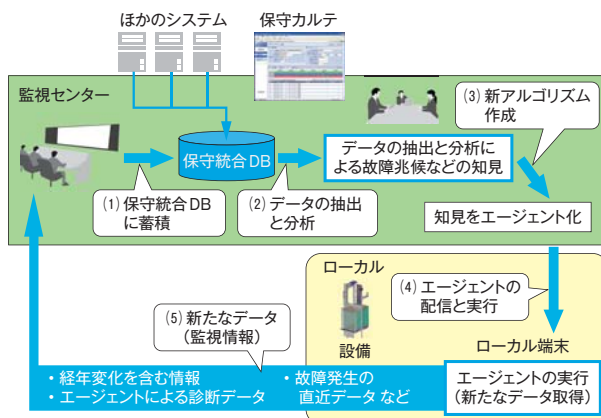 ほかのシステム
保守カルテ
監視センター
(3) 新アルゴリズム
作成
保守統合DB
データの抽出と分析に
よる故障兆候などの知見
(1) 保守統合DB
に蓄積
(2) データの抽出
と分析
知見をエージェント化
ローカル
設備
(4) エージェントの
配信と実行
ローカル端末
(5) 新たなデータ
(監視情報)
・経年変化を含む情報
・エージェントによる診断データ
・故障発生の
直近データ など
エージェントの実行
(新たなデータ取得)